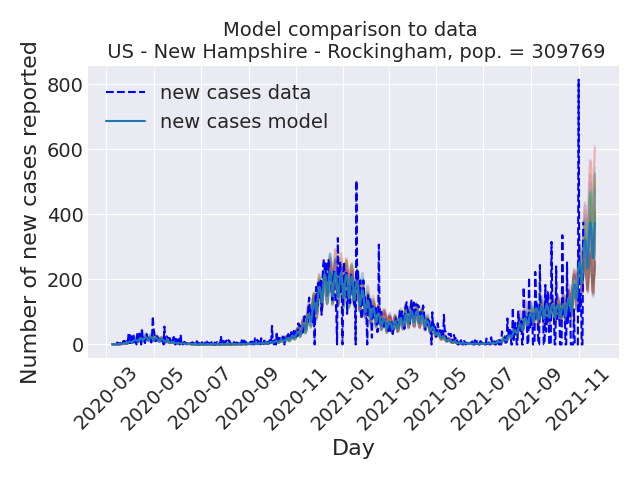 Model comparison to data
US - New Hampshire - Rockingham, pop. = 309769
Number of new cases reported
800
600
400
200
0
new cases data
new cases model
2020-03
2020-05
2020-07
2020-09
2020-11
2021-01
2021-03
2021-05
2021-07
2021-09
2021-11
Day